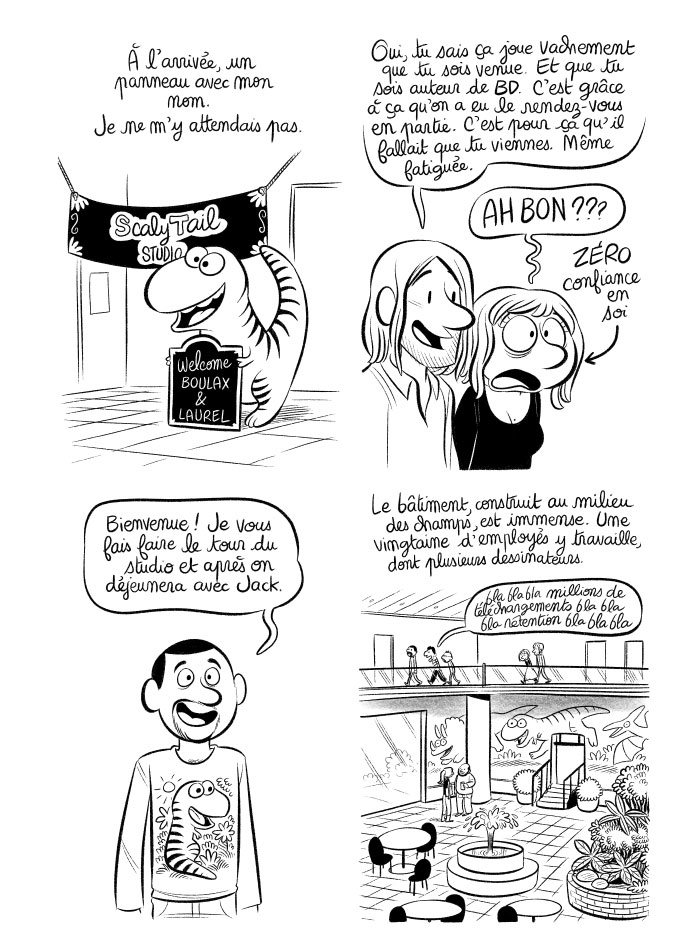 À l'arrivée, un
panneau avec mon
nom.
Je ne m'y attendais pas.
Scaly Tail
STUDIO
Welcome
BOULAX
&
LAUREL
Oui, tu sais ça joue vachement
que tu sois venue. Et que tu
sois auteur de BD. C'est grâce
à ça qu'on a eu le rendez-vous
en partie. C'est pour ça qu'il
fallait que tu viennes. Même
fatiguée.
AH BON ???
ZÉRO
confiance
en
soi
Bienvenue ! Je vous
fais faire le tour du
studio et après on
déjeunera avec Jack.
Le bâtiment, construit au milieu
des champs, est immense. Une
vingtaine d'employés y travaille,
dont plusieurs dessinateurs.
bla bla bla millions de
téléchargements bla bla
bla rétention bla bla bla